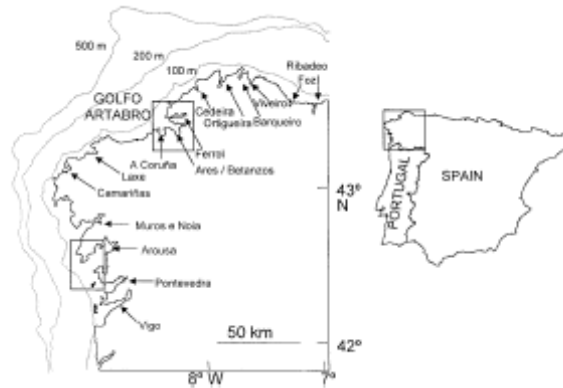 500 m
200 m
100 m
Ribadeo
Foz
GOLFO
ARTABRO
Viveiro
Cedeira
Barqueiro
Ortigueira
Ferrol
A Coruña
Ares / Betanzos
Laxe
Camariñas
43º
N
Muros e Noia
Arousa
Pontevedra
Vigo
50 km
42º
8º W
7º
PORTUGAL
SPAIN